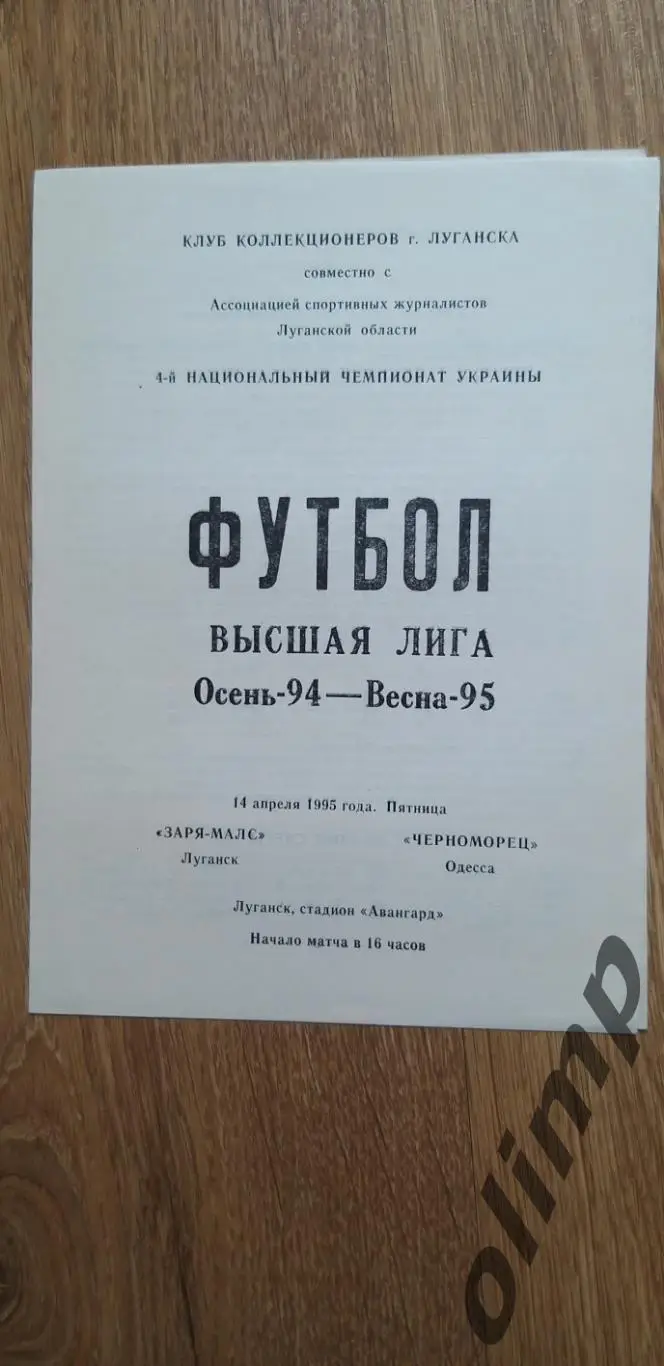 КЛУБ КОЛЛЕКЦИОНЕРОВ г. ЛУГАНСКА
совместно с
Ассоциацией спортивных журналистов
Луганской области
4-й НАЦИОНАЛЬНЫЙ ЧЕМПИОНАТ УКРАИНЫ
ФУТБОЛ
ВЫСШАЯ ЛИГА
Осень-94—Весна-95
14 апреля 1995 года. Пятница
«ЗАРЯ-МАЛС» «ЧЕРНОМОРЕЦ»
Луганск Одесса
Луганск, стадион «Авангард»
Начало матча в 16 часов
olimp